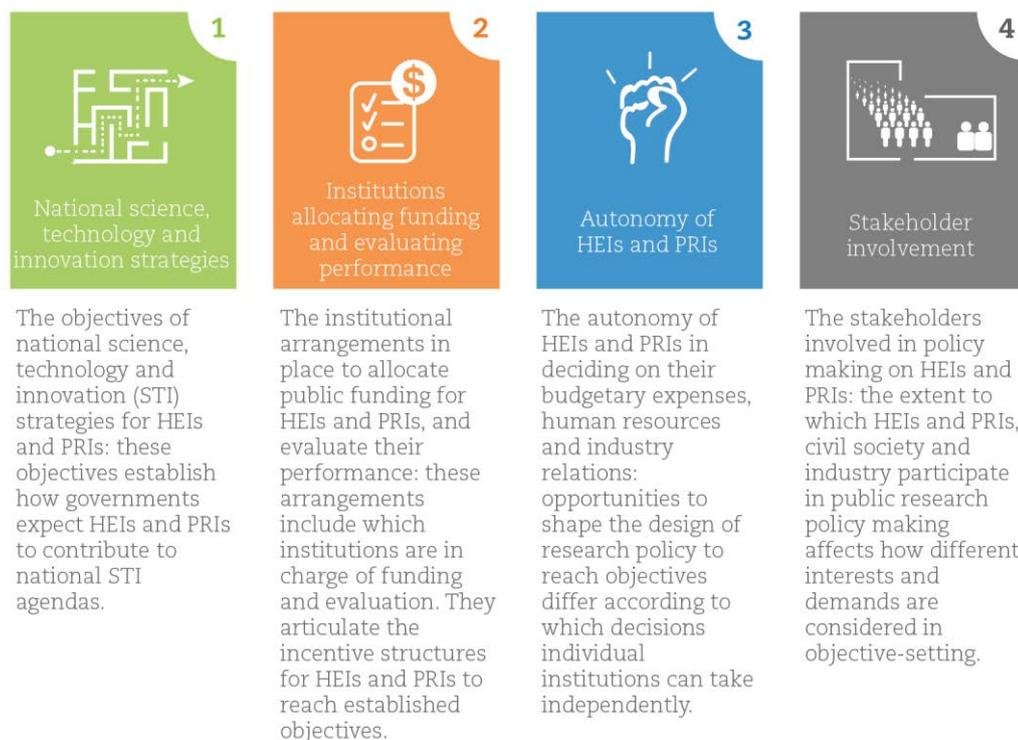 1
National science,
technology and
innovation strategies
The objectives of
national science,
technology and
innovation (STI)
strategies for HEIs
and PRIs: these
objectives establish
how governments
expect HEIs and PRIs
to contribute to
national STI
agendas.
2
$
Institutions
allocating funding
and evaluating
performance
The institutional
arrangements in
place to allocate
public funding for
HEIs and PRIs, and
evaluate their
performance: these
arrangements
include which
institutions are in
charge of funding
and evaluation. They
articulate the
incentive structures
for HEIs and PRIs to
reach established
objectives.
3
Autonomy of
HEIs and PRIs
The autonomy of
HEIs and PRIs in
deciding on their
budgetary expenses,
human resources
and industry
relations:
opportunities to
shape the design of
research policy to
reach objectives
differ according to
which decisions
individual
institutions can take
independently.
4
Stakeholder
involvement
The stakeholders
involved in policy
making on HEIs and
PRIs: the extent to
which HEIs and PRIs,
civil society and
industry participate
in public research
policy making
affects how different
interests and
demands are
considered in
objective-setting.